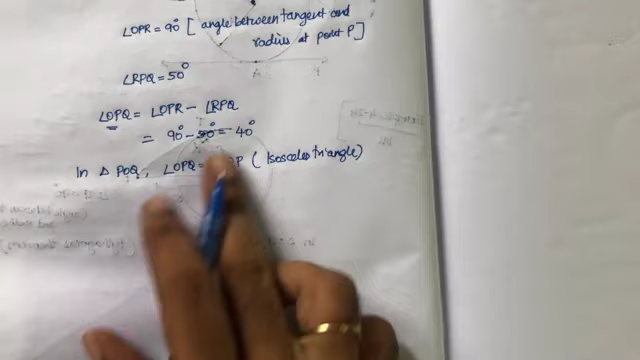 ∠OPR = 90° [ angle between tangent and
radius at point P ]
∠RPQ = 50°
∠OPQ = ∠OPR - ∠RPQ
= 90° - 50° = 40°
In △ POQ, ∠OPQ = P ( Isosceles triangle)